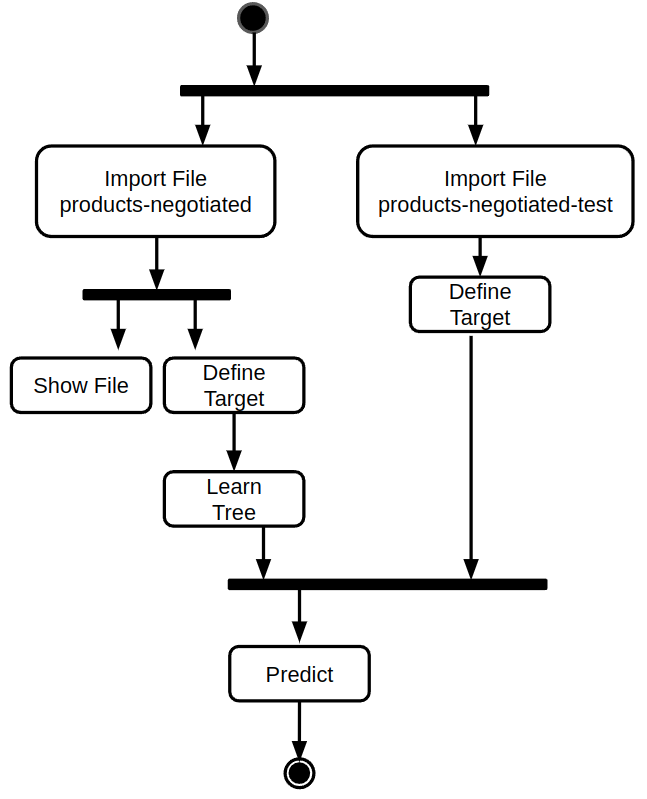 Import File
products-negotiated
Import File
products-negotiated-test
Define
Target
Show File
Define
Target
Learn
Tree
Predict